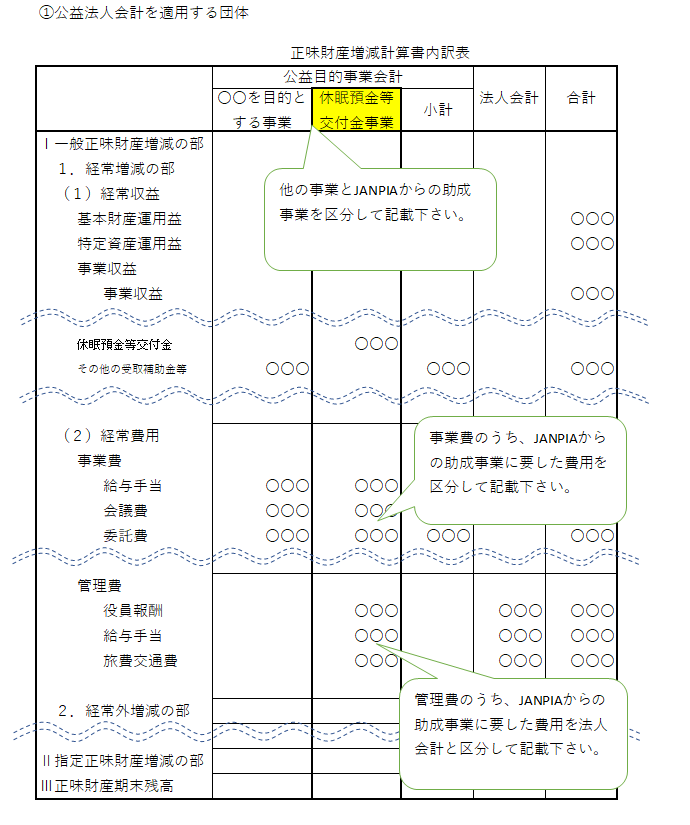 ①公益法人会計を適用する団体
正味財産増減計算書内訳表
公益目的事業会計 法人会計 合計
〇〇を目的と
する事業
休眠預金等
交付金事業
小計
Ⅰ一般正味財産増減の部
１．経常増減の部
（１）経常収益
他の事業とJANPIAからの助成
事業を区分して記載下さい。
基本財産運用益 〇〇〇
特定資産運用益 〇〇〇
事業収益
事業収益 〇〇〇
休眠預金等交付金 〇〇〇
その他の受取補助金等 〇〇〇 〇〇〇 〇〇〇
（２）経常費用
事業費
事業費のうち、JANPIAから
の助成事業に要した費用を
区分して記載下さい。
給与手当 〇〇〇 〇〇〇
会議費 〇〇〇 〇〇〇
委託費 〇〇〇 〇〇〇 〇〇〇 〇〇〇
管理費
役員報酬 〇〇〇 〇〇〇 〇〇〇
給与手当 〇〇〇 〇〇〇 〇〇〇
旅費交通費 〇〇〇 〇〇〇 〇〇〇
管理費のうち、JANPIAからの
助成事業に要した費用を法人
会計と区分して記載下さい。
２．経常外増減の部
Ⅱ指定正味財産増減の部
Ⅲ正味財産期末残高